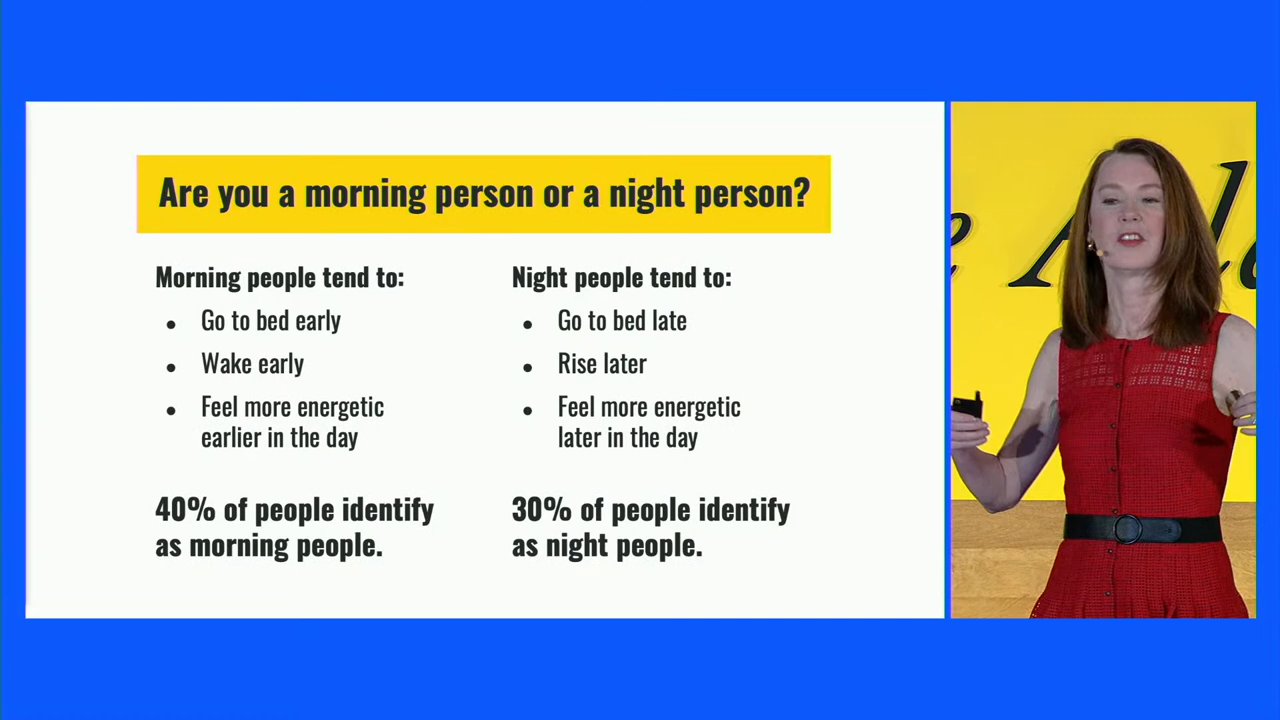 Are you a morning person or a night person?
Morning people tend to:
• Go to bed early
• Wake early
• Feel more energetic
earlier in the day
40% of people identify
as morning people.
Night people tend to:
• Go to bed late
• Rise later
• Feel more energetic
later in the day
30% of people identify
as night people.